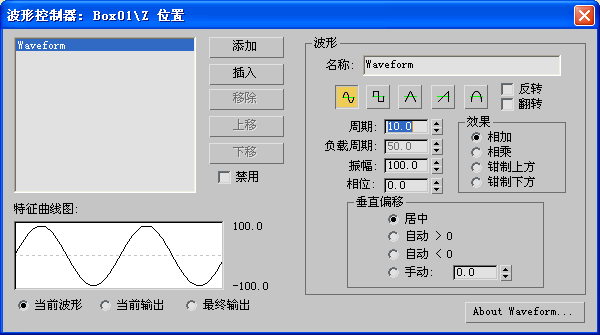 波形控制器: Box01\Z 位置
Waveform
添加
插入
移除
上移
下移
禁用
特征曲线图:
100.0
-100.0
当前波形
当前输出
最终输出
波形
名称: Waveform
反转
翻转
周期: 10.0
负载周期: 50.0
振幅: 100.0
相位: 0.0
效果
相加
相乘
钳制上方
钳制下方
垂直偏移
居中
自动 > 0
自动 < 0
手动: 0.0
About Waveform...